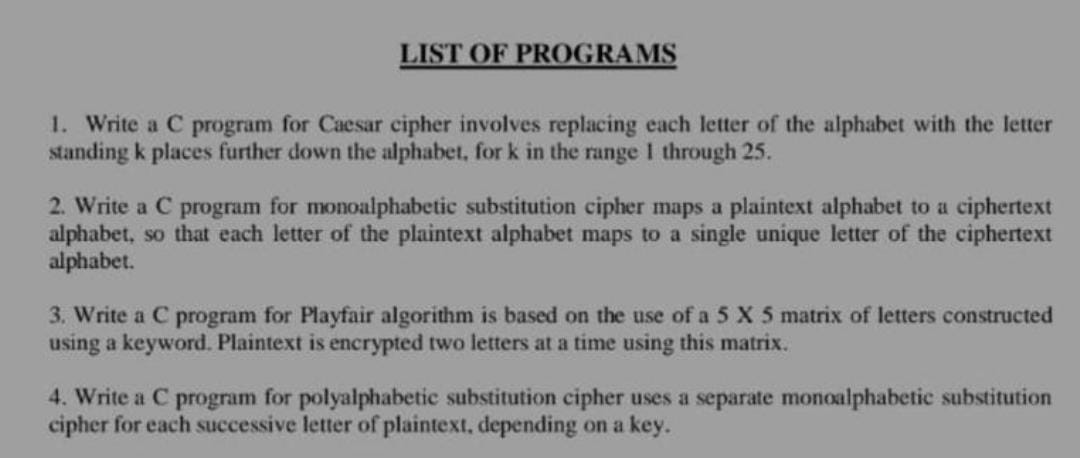 LIST OF PROGRAMS
1. Write a C program for Caesar cipher involves replacing each letter of the alphabet with the letter
standing k places further down the alphabet, for k in the range 1 through 25.
2. Write a C program for monoalphabetic substitution cipher maps a plaintext alphabet to a ciphertext
alphabet, so that each letter of the plaintext alphabet maps to a single unique letter of the ciphertext
alphabet.
3. Write a C program for Playfair algorithm is based on the use of a 5 X 5 matrix of letters constructed
using a keyword. Plaintext is encrypted two letters at a time using this matrix.
4. Write a C program for polyalphabetic substitution cipher uses a separate monoalphabetic substitution
cipher for each successive letter of plaintext, depending on a key.